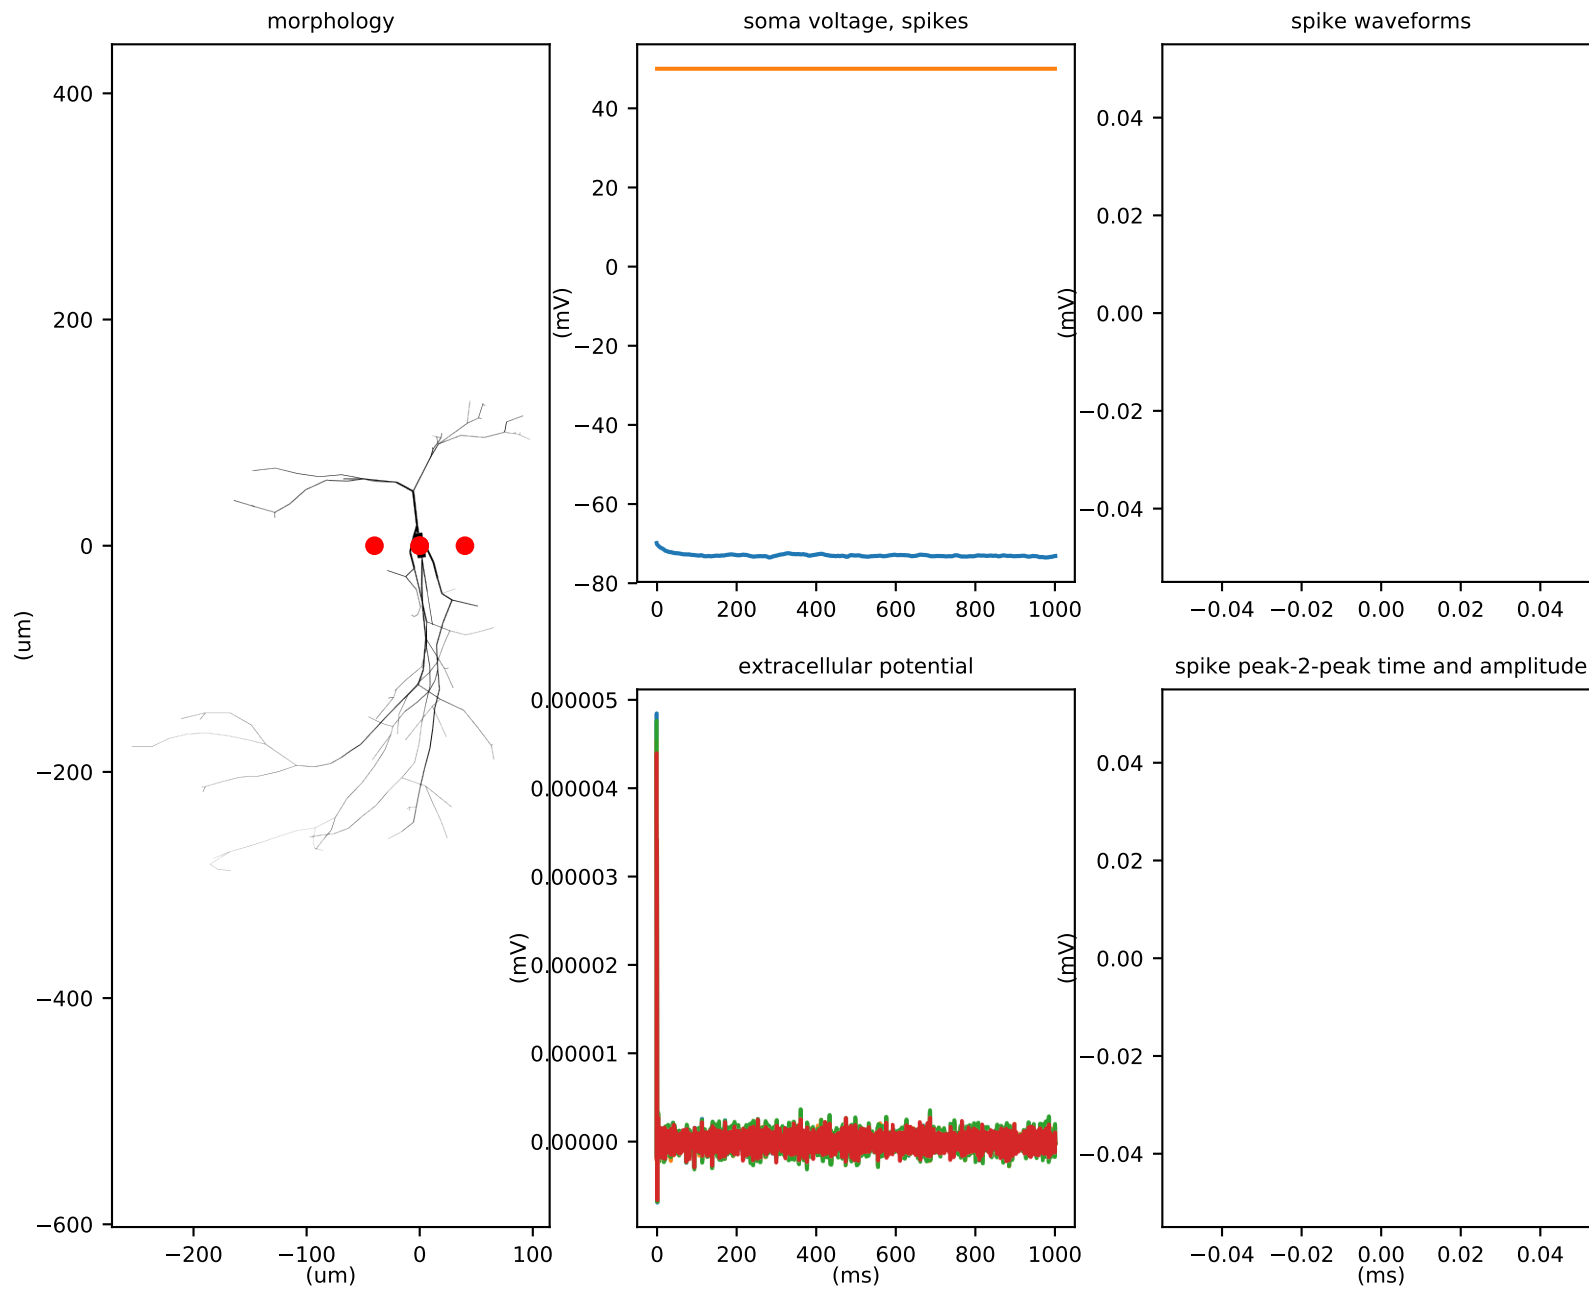 morphology
400
200
0
−200
−400
−600
(um)
−200 −100 0 100
(um)
soma voltage, spikes
40
20
0
−20
−40
−60
−80
(mV)
0 200 400 600 800 1000
spike waveforms
0.04
0.02
0.00
−0.02
−0.04
(mV)
−0.04 −0.02 0.00 0.02 0.04
extracellular potential
0.00005
0.00004
0.00003
0.00002
0.00001
0.00000
(mV)
0 200 400 600 800 1000
(ms)
spike peak-2-peak time and amplitude
0.04
0.02
0.00
−0.02
−0.04
(mV)
−0.04 −0.02 0.00 0.02 0.04
(ms)